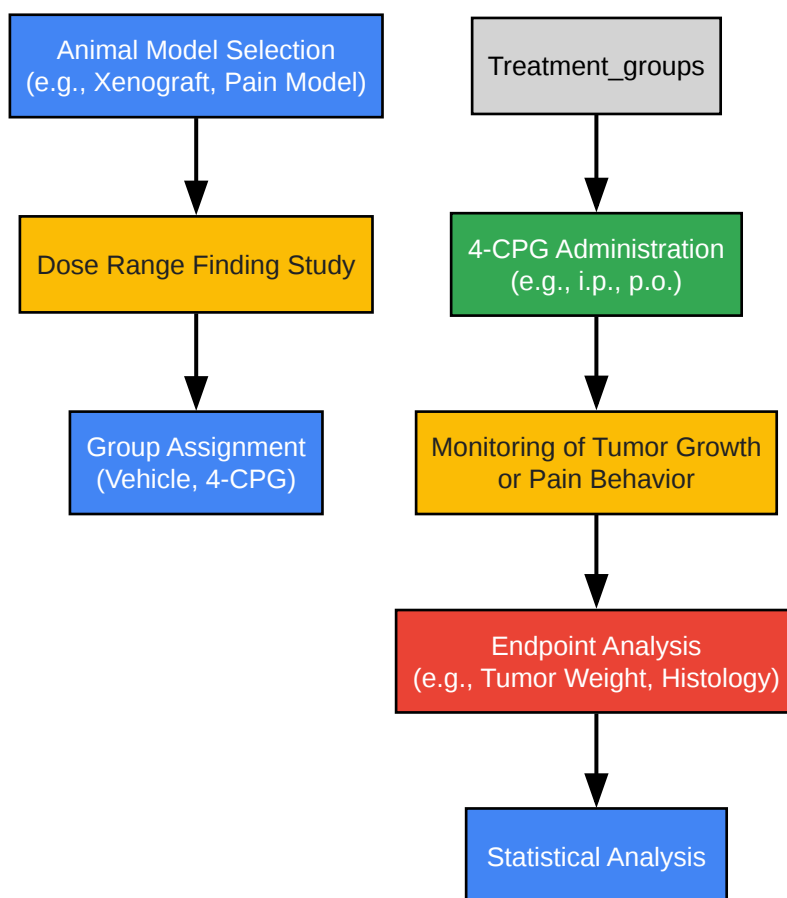 Animal Model Selection
(e.g., Xenograft, Pain Model)
Dose Range Finding Study
Group Assignment
(Vehicle, 4-CPG)
Treatment_groups
4-CPG Administration
(e.g., i.p., p.o.)
Monitoring of Tumor Growth
or Pain Behavior
Endpoint Analysis
(e.g., Tumor Weight, Histology)
Statistical Analysis